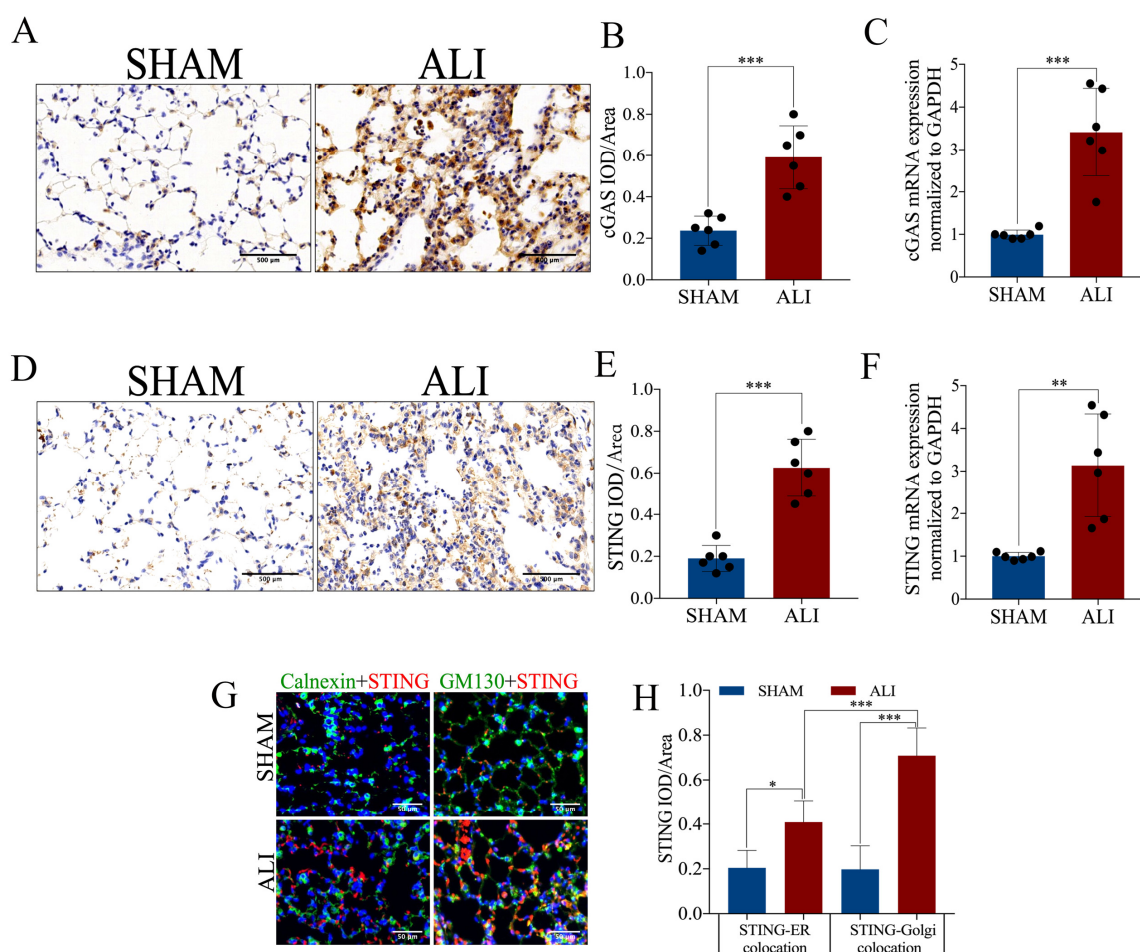 A
SHAM
ALI
500 μm
500 μm
B
cGAS IOD/Area
1.0
0.8
0.6
0.4
0.2
0.0
***
SHAM
ALI
C
cGAS mRNA expression
normalized to GAPDH
5
4
3
2
1
0
***
SHAM
ALI
D
SHAM
ALI
500 μm
500 μm
E
STING IOD/Area
1.0
0.8
0.6
0.4
0.2
0.0
***
SHAM
ALI
F
STING mRNA expression
normalized to GAPDH
5
4
3
2
1
0
**
SHAM
ALI
G
Calnexin+STING
GM130+STING
SHAM
50 μm
50 μm
ALI
50 μm
50 μm
H
SHAM
ALI
STING IOD/Area
1.0
0.8
0.6
0.4
0.2
0.0
*
***
***
STING-ER
colocation
STING-Golgi
colocation